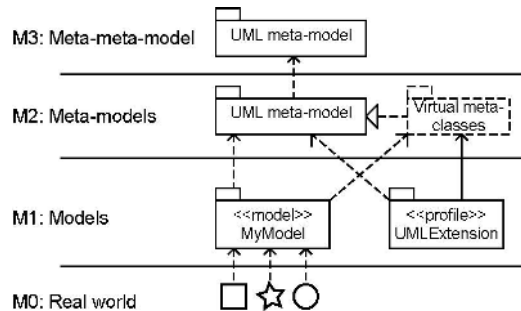 M3: Meta-meta-model
UML meta-model
M2: Meta-models
UML meta-model
Virtual meta-
classes
M1: Models
<<model>>
MyModel
<<profile>>
UMLExtension
M0: Real world